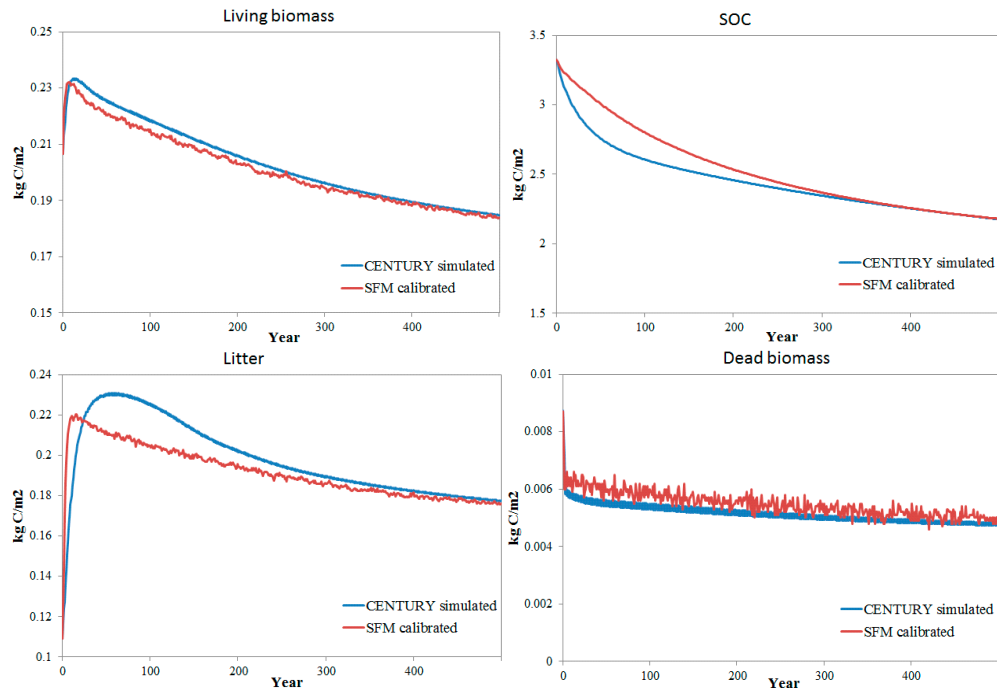 Living biomass
0.25
0.23
0.21
0.19
0.17
0.15
kg C/m2
0 100 200 300 400
Year
CENTURY simulated
SFM calibrated
SOC
3.5
3
2.5
2
1.5
kg C/m2
0 100 200 300 400
Year
CENTURY simulated
SFM calibrated
Litter
0.24
0.22
0.2
0.18
0.16
0.14
0.12
0.1
kg C/m2
0 100 200 300 400
Year
CENTURY simulated
SFM calibrated
Dead biomass
0.01
0.008
0.006
0.004
0.002
0
kg C/m2
0 100 200 300 400
Year
CENTURY simulated
SFM calibrated